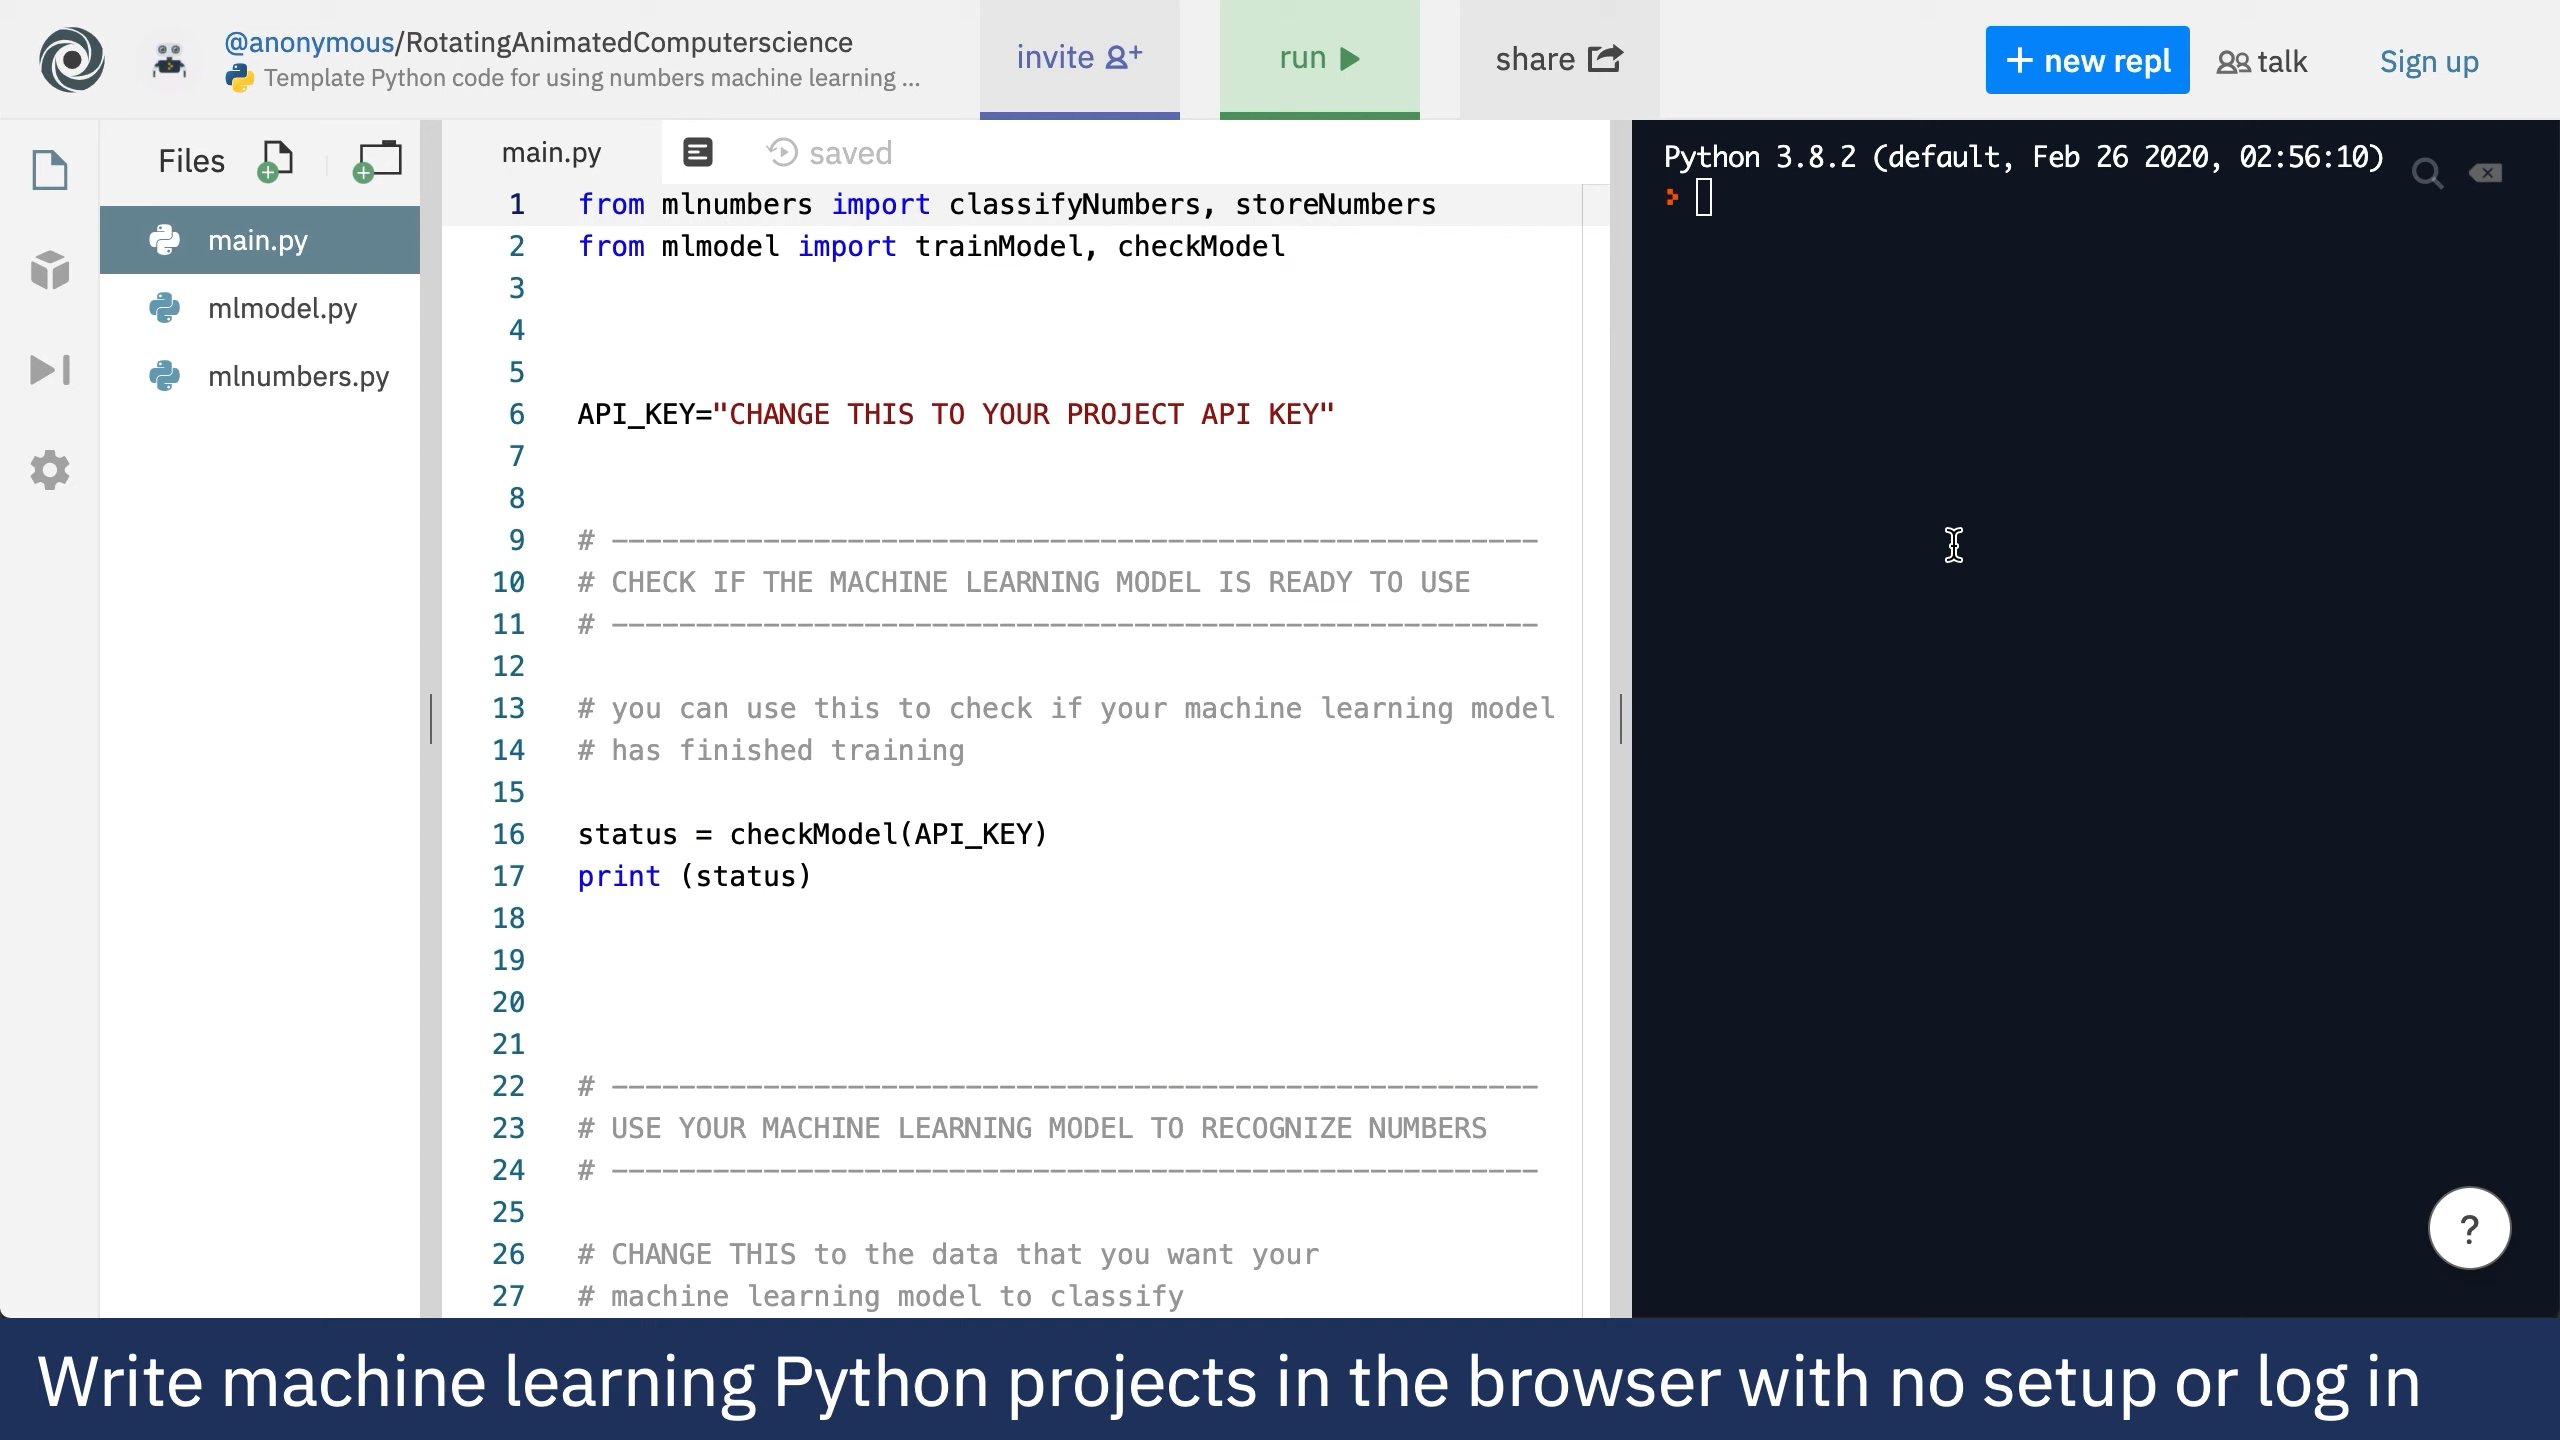 @anonymous/RotatingAnimatedComputerscience
Template Python code for using numbers machine learning ...
invite
run
share
+ new repl
talk
Sign up
Files
main.py
mlmodel.py
mlnumbers.py
main.py
saved
1 from mlnumbers import classifyNumbers, storeNumbers
2 from mlmodel import trainModel, checkModel
3
4
5
6 API_KEY="CHANGE THIS TO YOUR PROJECT API KEY"
7
8
9 # -------------------------------------------------------
10 # CHECK IF THE MACHINE LEARNING MODEL IS READY TO USE
11 # -------------------------------------------------------
12
13 # you can use this to check if your machine learning model
14 # has finished training
15
16 status = checkModel(API_KEY)
17 print (status)
18
19
20
21
22 # -------------------------------------------------------
23 # USE YOUR MACHINE LEARNING MODEL TO RECOGNIZE NUMBERS
24 # -------------------------------------------------------
25
26 # CHANGE THIS to the data that you want your
27 # machine learning model to classify
Python 3.8.2 (default, Feb 26 2020, 02:56:10)
?
Write machine learning Python projects in the browser with no setup or log in